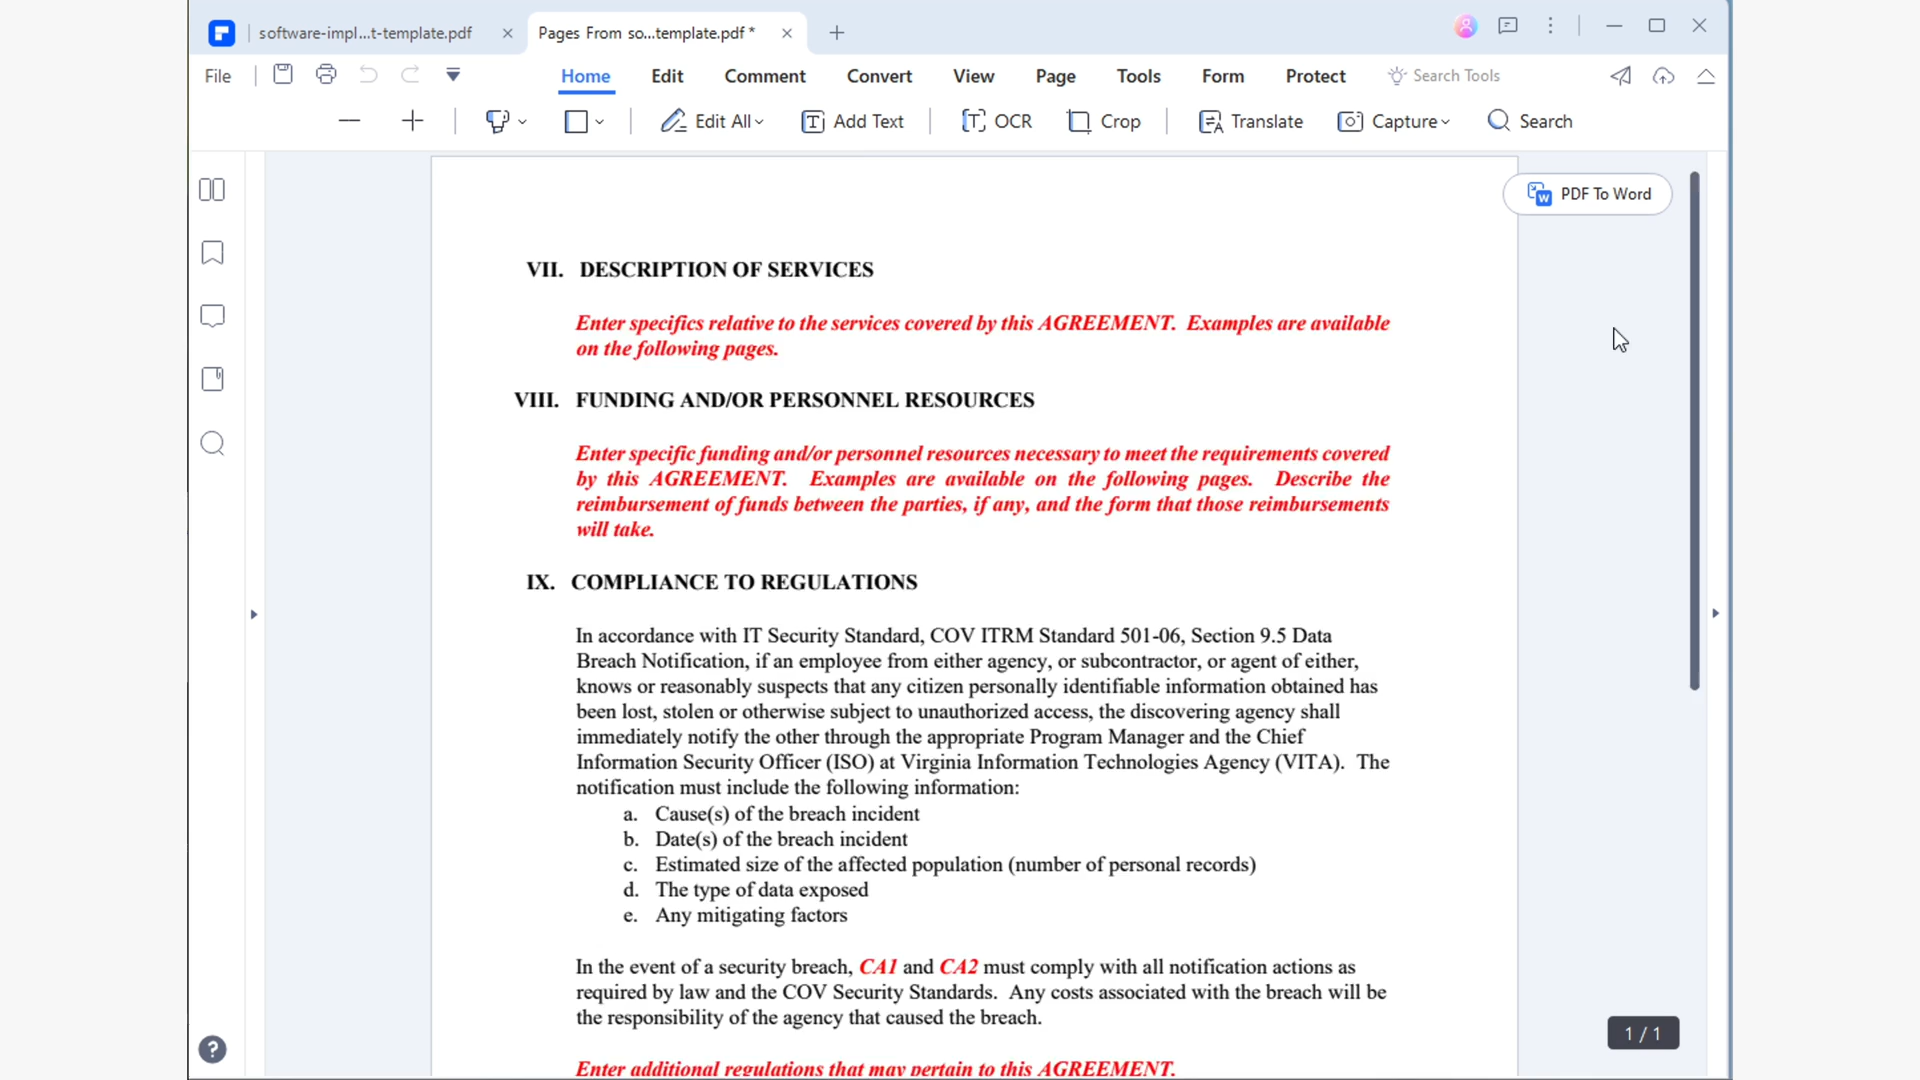 software-impl...t-template.pdf
Pages From so...template.pdf *
File
Home
Edit
Comment
Convert
View
Page
Tools
Form
Protect
Search Tools
Edit All
Add Text
OCR
Crop
Translate
Capture
Search
PDF To Word
VII. DESCRIPTION OF SERVICES
Enter specifics relative to the services covered by this AGREEMENT. Examples are available
on the following pages.
VIII. FUNDING AND/OR PERSONNEL RESOURCES
Enter specific funding and/or personnel resources necessary to meet the requirements covered
by this AGREEMENT. Examples are available on the following pages. Describe the
reimbursement of funds between the parties, if any, and the form that those reimbursements
will take.
IX. COMPLIANCE TO REGULATIONS
In accordance with IT Security Standard, COV ITRM Standard 501-06, Section 9.5 Data
Breach Notification, if an employee from either agency, or subcontractor, or agent of either,
knows or reasonably suspects that any citizen personally identifiable information obtained has
been lost, stolen or otherwise subject to unauthorized access, the discovering agency shall
immediately notify the other through the appropriate Program Manager and the Chief
Information Security Officer (ISO) at Virginia Information Technologies Agency (VITA). The
notification must include the following information:
a. Cause(s) of the breach incident
b. Date(s) of the breach incident
c. Estimated size of the affected population (number of personal records)
d. The type of data exposed
e. Any mitigating factors
In the event of a security breach, CA1 and CA2 must comply with all notification actions as
required by law and the COV Security Standards. Any costs associated with the breach will be
the responsibility of the agency that caused the breach.
Enter additional regulations that may pertain to this AGREEMENT.
1 / 1